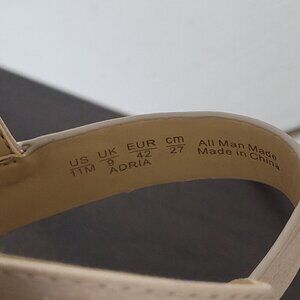 US UK EUR cm All Man Made
11M 9 42 27 Made in China
ADRIA